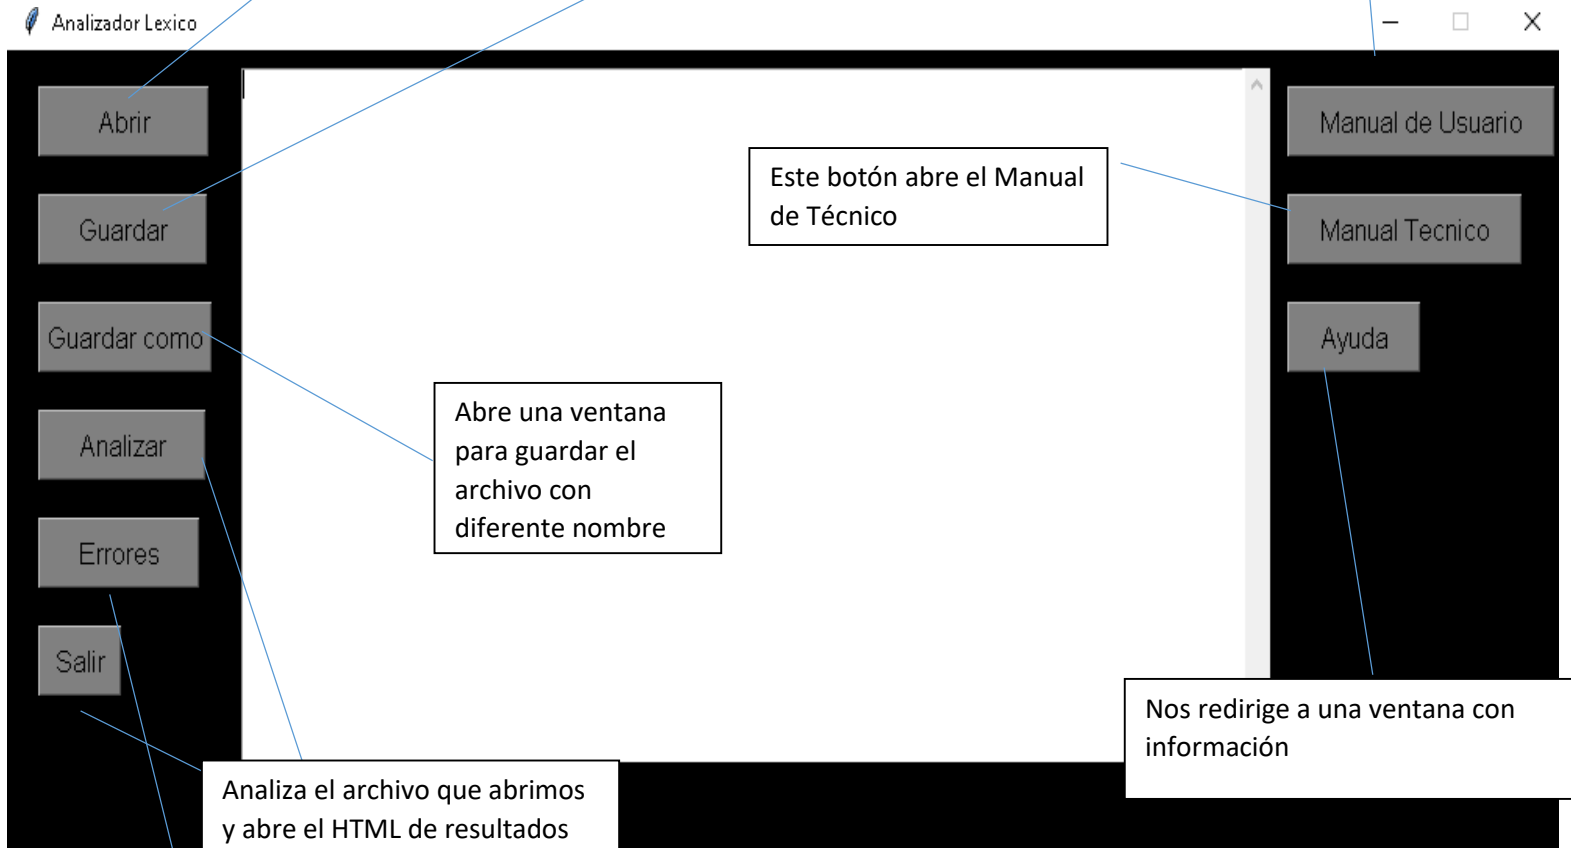 Analizador Lexico
Abrir
Guardar
Guardar como
Analizar
Errores
Salir
Este botón abre el Manual
de Técnico
Abre una ventana
para guardar el
archivo con
diferente nombre
Analiza el archivo que abrimos
y abre el HTML de resultados
Manual de Usuario
Manual Tecnico
Ayuda
Nos redirige a una ventana con
información